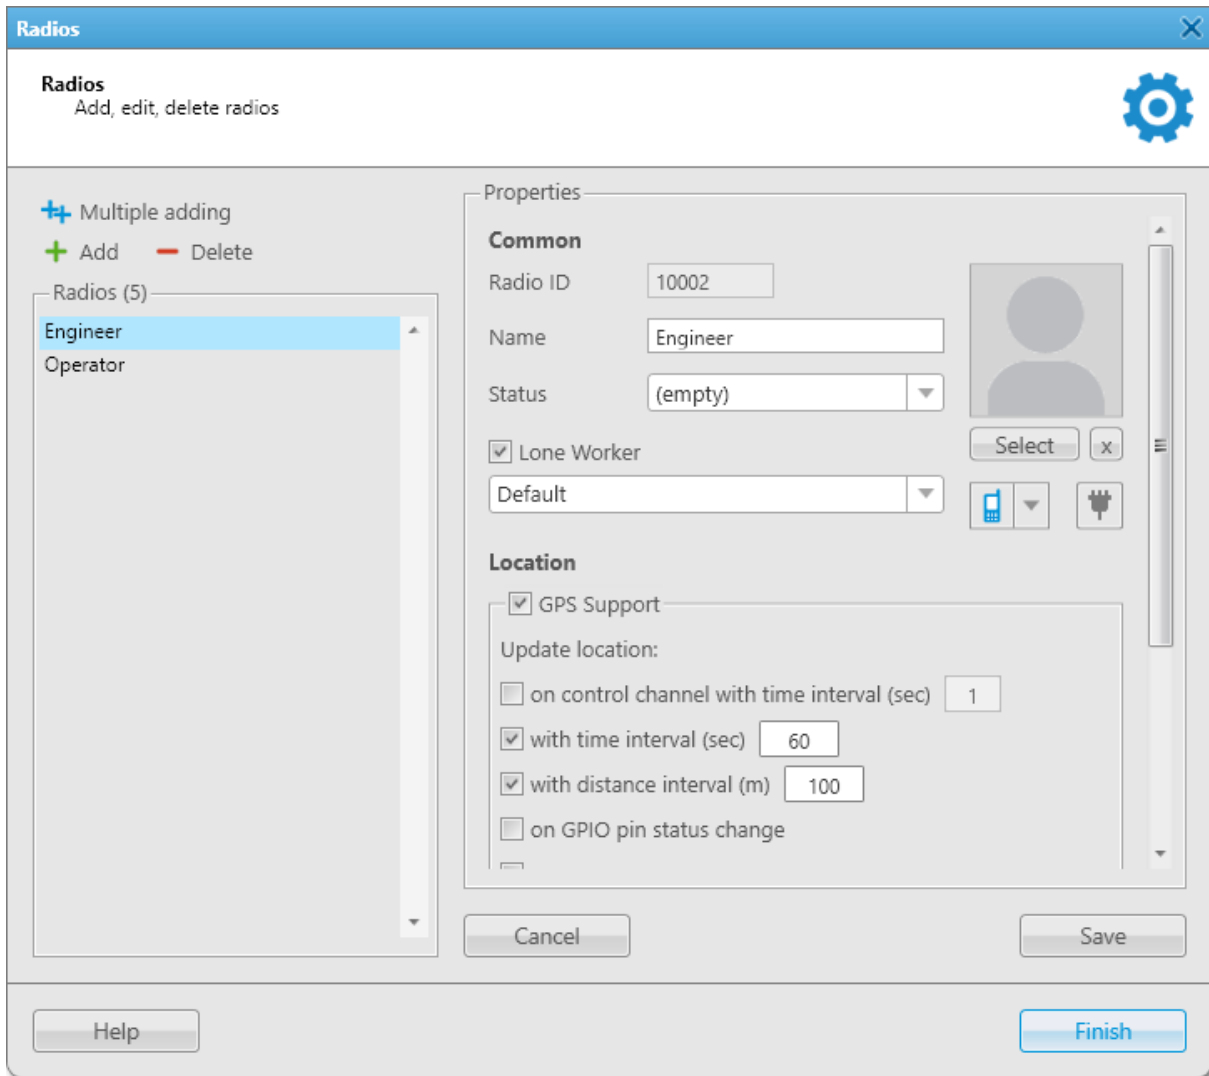 Radios
Radios
Add, edit, delete radios
Multiple adding
Add Delete
Radios (5)
Engineer
Operator
Properties
Common
Radio ID 10002
Name Engineer
Status (empty)
Select x
Lone Worker
Default
Location
GPS Support
Update location:
on control channel with time interval (sec) 1
with time interval (sec) 60
with distance interval (m) 100
on GPIO pin status change
Cancel Save
Help Finish